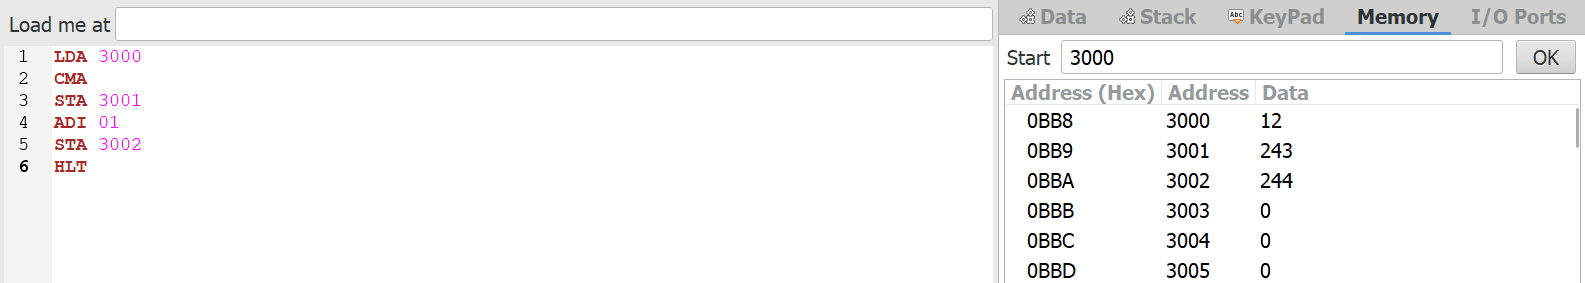 Load me at
1 LDA 3000
2 CMA
3 STA 3001
4 ADI 01
5 STA 3002
6 HLT
Data Stack Abc KeyPad Memory I/O Ports
Start 3000 OK
Address (Hex) Address Data
0BB8 3000 12
0BB9 3001 243
0BBA 3002 244
0BBB 3003 0
0BBC 3004 0
0BBD 3005 0